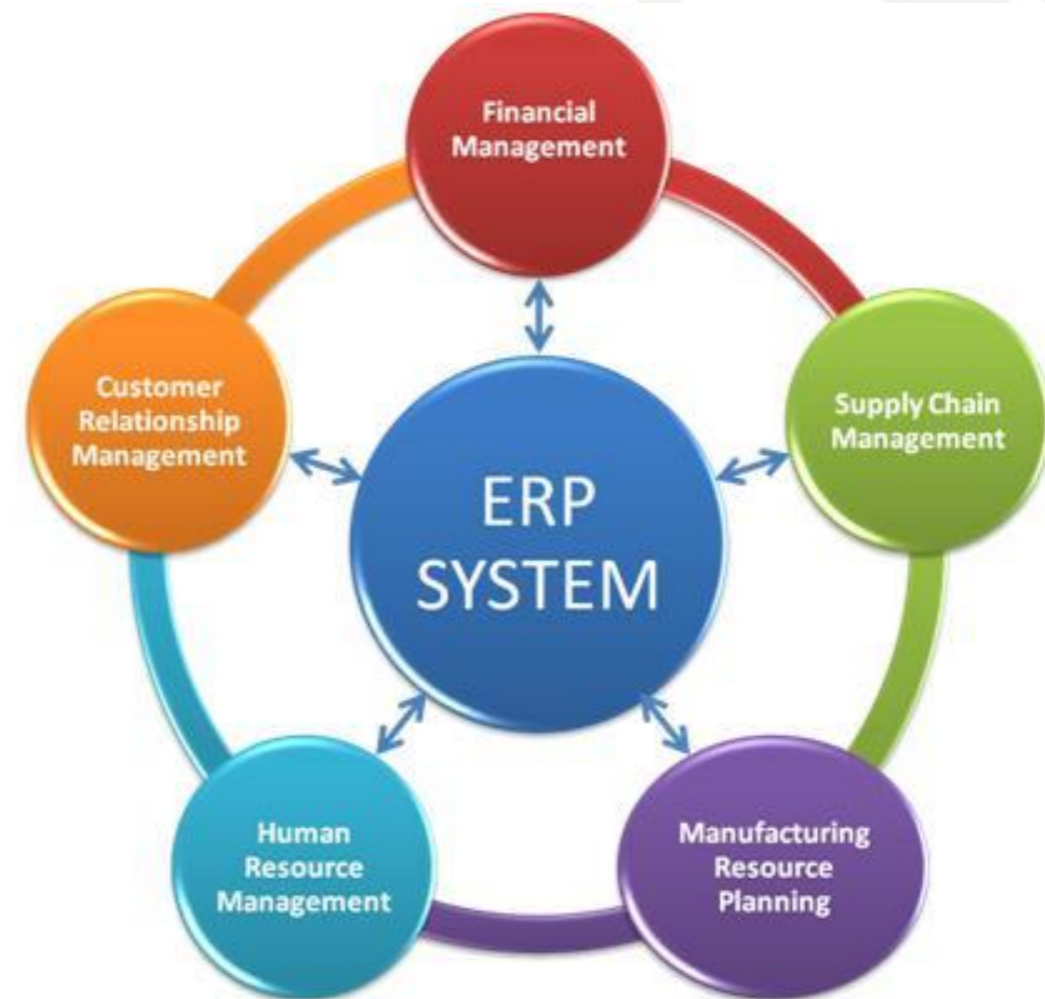 Financial
Management
Customer
Relationship
Management
Supply Chain
Management
ERP
SYSTEM
Human
Resource
Management
Manufacturing
Resource
Planning